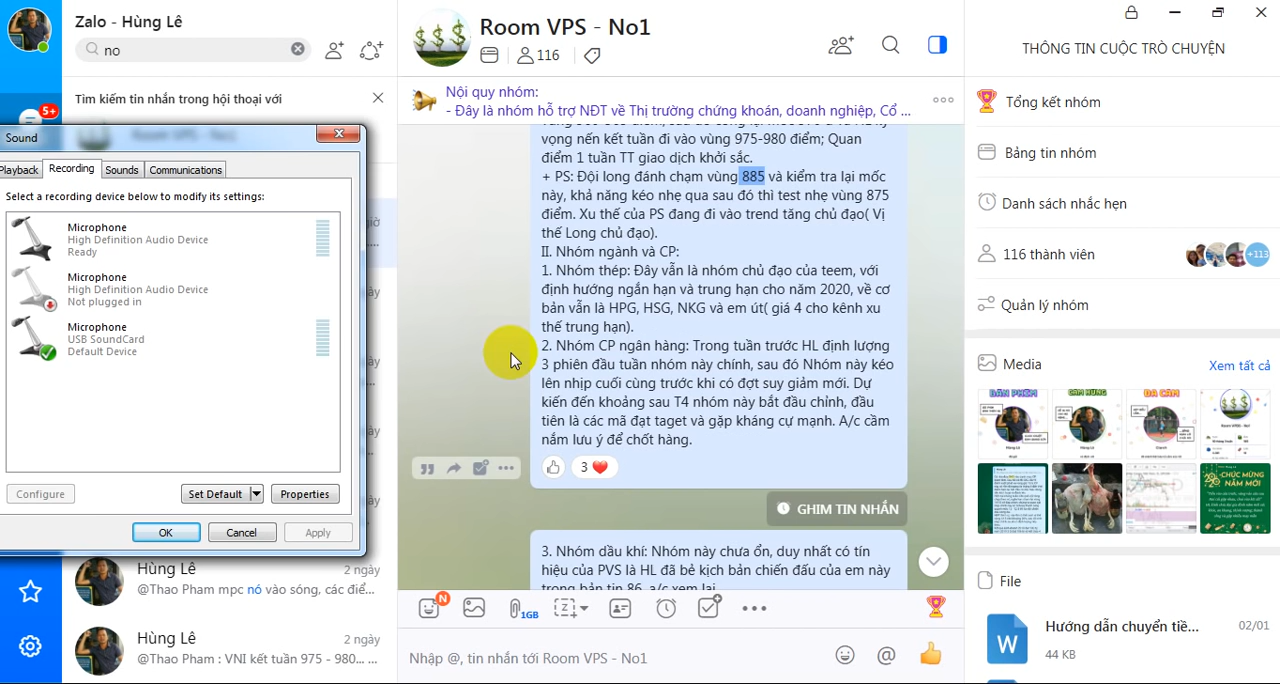 Zalo - Hùng Lê
no
Tìm kiếm tin nhắn trong hội thoại với
5+
Sound
Playback
Recording
Sounds
Communications
Select a recording device below to modify its settings:
Microphone
High Definition Audio Device
Ready
Microphone
High Definition Audio Device
Not plugged in
Microphone
USB SoundCard
Default Device
Configure
Set Default
Properties
OK
Cancel
Apply
Hùng Lê
2 ngày
@Thao Pham mpc nó vào sóng, các điể...
Hùng Lê
2 ngày
@Thao Pham : VNI kết tuần 975 - 980... ...
Room VPS - No1
116
Nội quy nhóm:
- Đây là nhóm hỗ trợ NĐT về Thị trường chứng khoán, doanh nghiệp, Cổ ...
vọng nến kết tuần đi vào vùng 975-980 điểm; Quan
điểm 1 tuần TT giao dịch khởi sắc.
+ PS: Đội long đánh chạm vùng 885 và kiểm tra lại mốc
này, khả năng kéo nhẹ qua sau đó thì test nhẹ vùng 875
điểm. Xu thế của PS đang đi vào trend tăng chủ đạo( Vị
thế Long chủ đạo).
II. Nhóm ngành và CP:
1. Nhóm thép: Đây vẫn là nhóm chủ đạo của teem, với
định hướng ngắn hạn và trung hạn cho năm 2020, về cơ
bản vẫn là HPG, HSG, NKG và em út( giá 4 cho kênh xu
thế trung hạn).
2. Nhóm CP ngân hàng: Trong tuần trước HL định lượng
3 phiên đầu tuần nhóm này chính, sau đó Nhóm này kéo
lên nhịp cuối cùng trước khi có đợt suy giảm mới. Dự
kiến đến khoảng sau T4 nhóm này bắt đầu chỉnh, đầu
tiên là các mã đạt taget và gặp kháng cự mạnh. A/c cầm
nắm lưu ý để chốt hàng.
3
GHIM TIN NHẮN
3. Nhóm dầu khí: Nhóm này chưa ổn, duy nhất có tín
hiệu của PVS là HL đã bẻ kịch bản chiến đấu của em này
trong bản tin 86, a/c xem lại
N
1GB
Nhập @, tin nhắn tới Room VPS - No1
THÔNG TIN CUỘC TRÒ CHUYỆN
Tổng kết nhóm
Bảng tin nhóm
Danh sách nhắc hẹn
116 thành viên
+113
Quản lý nhóm
Media
Xem tất cả
CHÚC MỪNG
NĂM MỚI
File
W
Hướng dẫn chuyển tiề...
02/01
44 KB